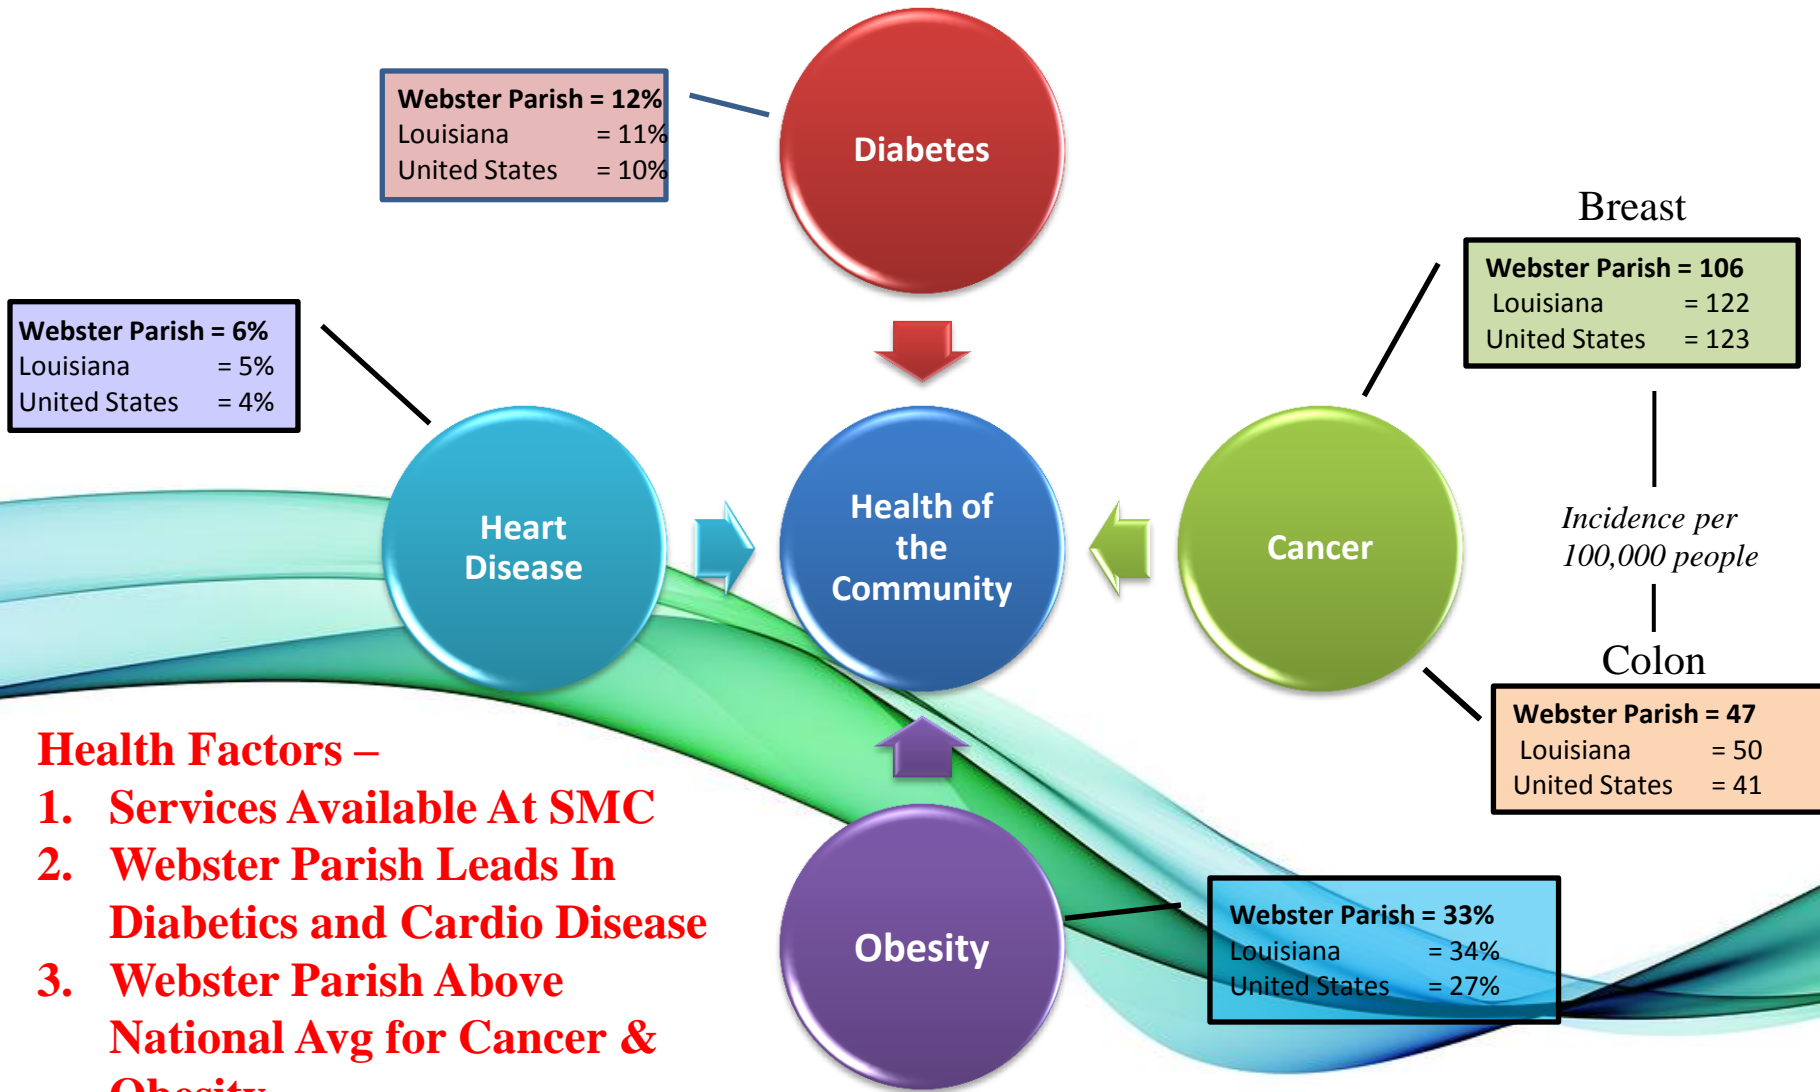 Webster Parish = 12%
Louisiana = 11%
United States = 10%
Diabetes
Breast
Webster Parish = 106
Louisiana = 122
United States = 123
Webster Parish = 6%
Louisiana = 5%
United States = 4%
Heart
Disease
Health of
the
Community
Cancer
Incidence per
100,000 people
Colon
Webster Parish = 47
Louisiana = 50
United States = 41
Health Factors –
1. Services Available At SMC
2. Webster Parish Leads In
Diabetics and Cardio Disease
3. Webster Parish Above
National Avg for Cancer &
Obesity
Obesity
Webster Parish = 33%
Louisiana = 34%
United States = 27%